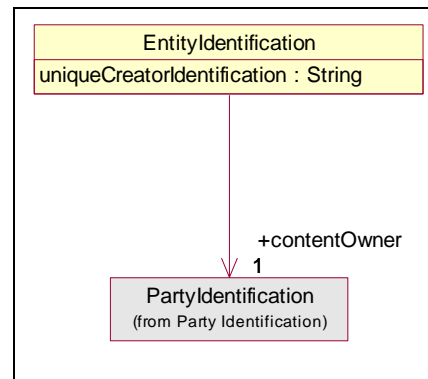 EntityIdentification
uniqueCreatorIdentification : String
+contentOwner
1
PartyIdentification
(from Party Identification)